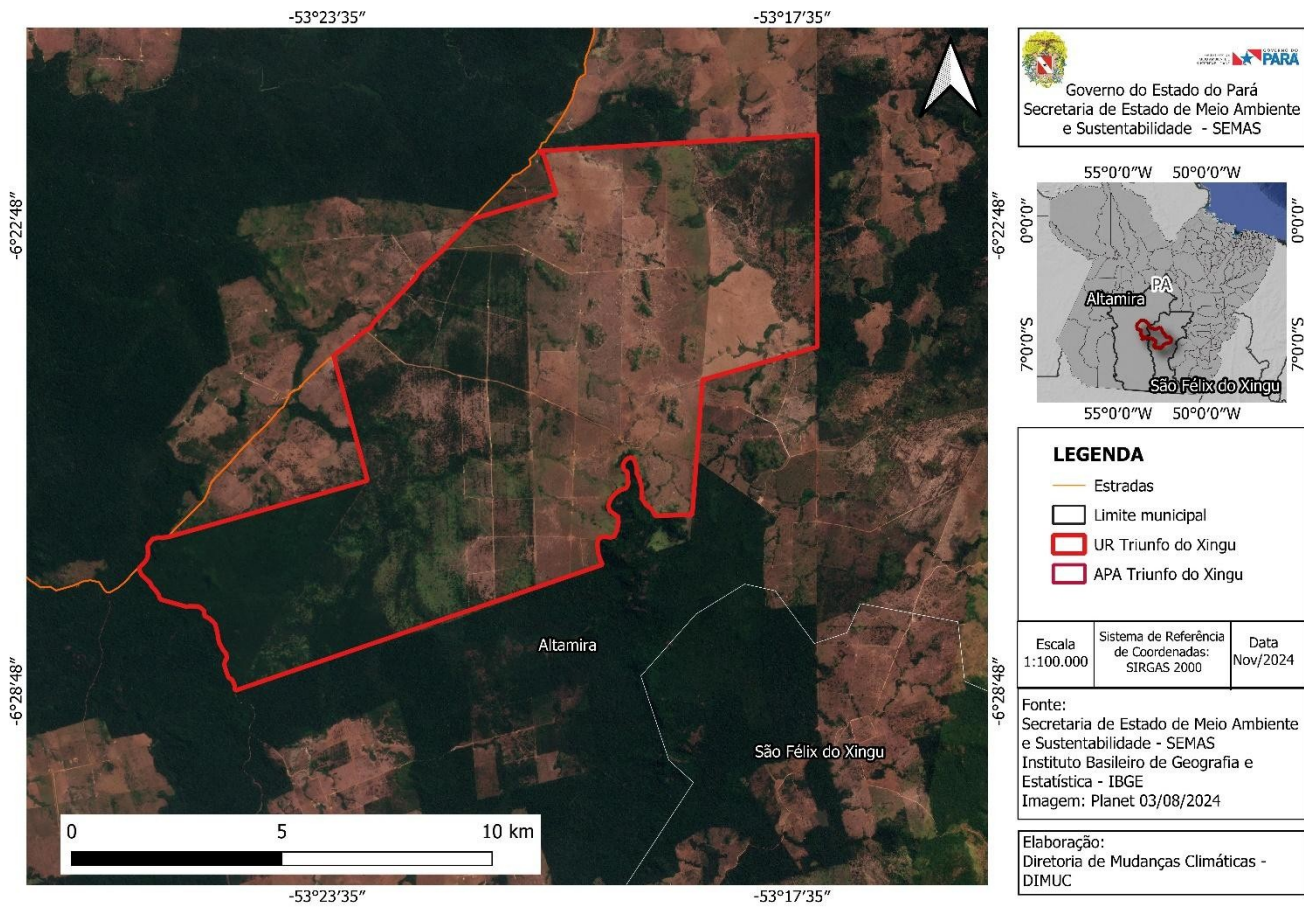 -53°23'35"
-53°17'35"
-6°22'48"
-6°28'48"
Altamira
São Félix do Xingu
0
5
10 km
-53°23'35"
-53°17'35"
-6°22'48"
-6°28'48"
GOVERNO DO
PARÁ
Governo do Estado do Pará
Secretaria de Estado de Meio Ambiente
e Sustentabilidade - SEMAS
55°0'0"W 50°0'0"W
0°0'0"
7°0'0"S
PA
Altamira
São Félix do Xingu
0°0'0"
7°0'0"S
55°0'0"W 50°0'0"W
LEGENDA
Estradas
Limite municipal
UR Triunfo do Xingu
APA Triunfo do Xingu
Escala
1:100.000
Sistema de Referência
de Coordenadas:
SIRGAS 2000
Data
Nov/2024
Fonte:
Secretaria de Estado de Meio Ambiente
e Sustentabilidade - SEMAS
Instituto Basileiro de Geografia e
Estatística - IBGE
Imagem: Planet 03/08/2024
Elaboração:
Diretoria de Mudanças Climáticas -
DIMUC